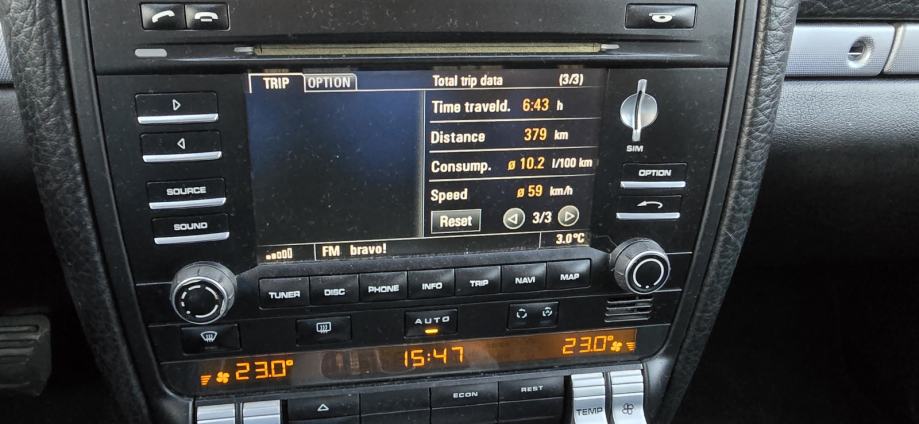 TRIP OPTION Total trip data (3/3)
Time traveld. 6:43 h
Distance 379 km
Consump. ø 10.2 l/100 km
Speed ø 59 km/h
Reset 3/3
3.0°C
FM bravo!
SIM
SOURCE
SOUND
OPTION
TUNER DISC PHONE INFO TRIP NAVI MAP
AUTO
23.0° 15:47 23.0°
ECON REST
TEMP